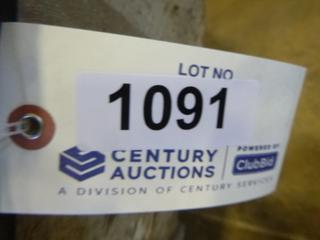 LOT NO
1091
CENTURY AUCTIONS
POWERED BY
ClubBid
A DIVISION OF CENTURY SERVICES